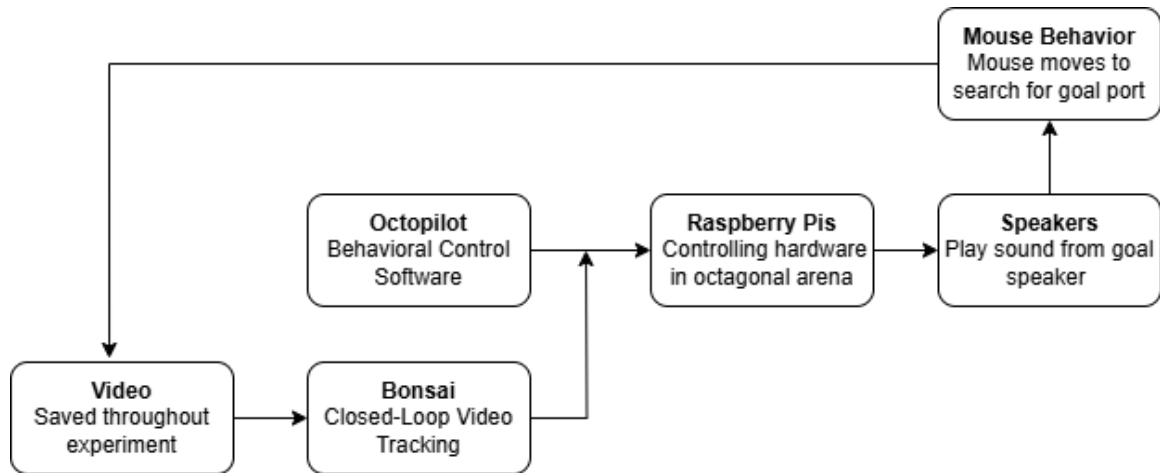 Mouse Behavior
Mouse moves to
search for goal port
Octopilot
Behavioral Control
Software
Raspberry Pis
Controlling hardware
in octagonal arena
Speakers
Play sound from goal
speaker
Video
Saved throughout
experiment
Bonsai
Closed-Loop Video
Tracking